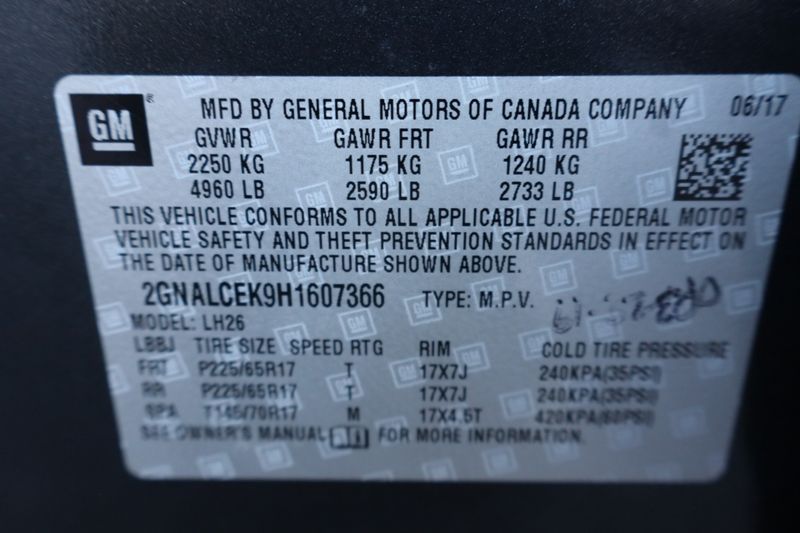 GM
MFD BY GENERAL MOTORS OF CANADA COMPANY 06/17
GVWR GAWR FRT GAWR RR
2250 KG 1175 KG 1240 KG
4960 LB 2590 LB 2733 LB
THIS VEHICLE CONFORMS TO ALL APPLICABLE U.S. FEDERAL MOTOR
VEHICLE SAFETY AND THEFT PREVENTION STANDARDS IN EFFECT ON
THE DATE OF MANUFACTURE SHOWN ABOVE.
2GNALCEK9H1607366 TYPE: M.P.V.
MODEL: LH26
LBBJ TIRE SIZE SPEED RTG RIM COLD TIRE PRESSURE
FRT P225/65R17 T 17X7J 240KPA(35PSI)
RR P225/65R17 T 17X7J 240KPA(35PSI)
SPA T145/70R17 M 17X4.5T 420KPA(60PSI)
SEE OWNER'S MANUAL FOR MORE INFORMATION.